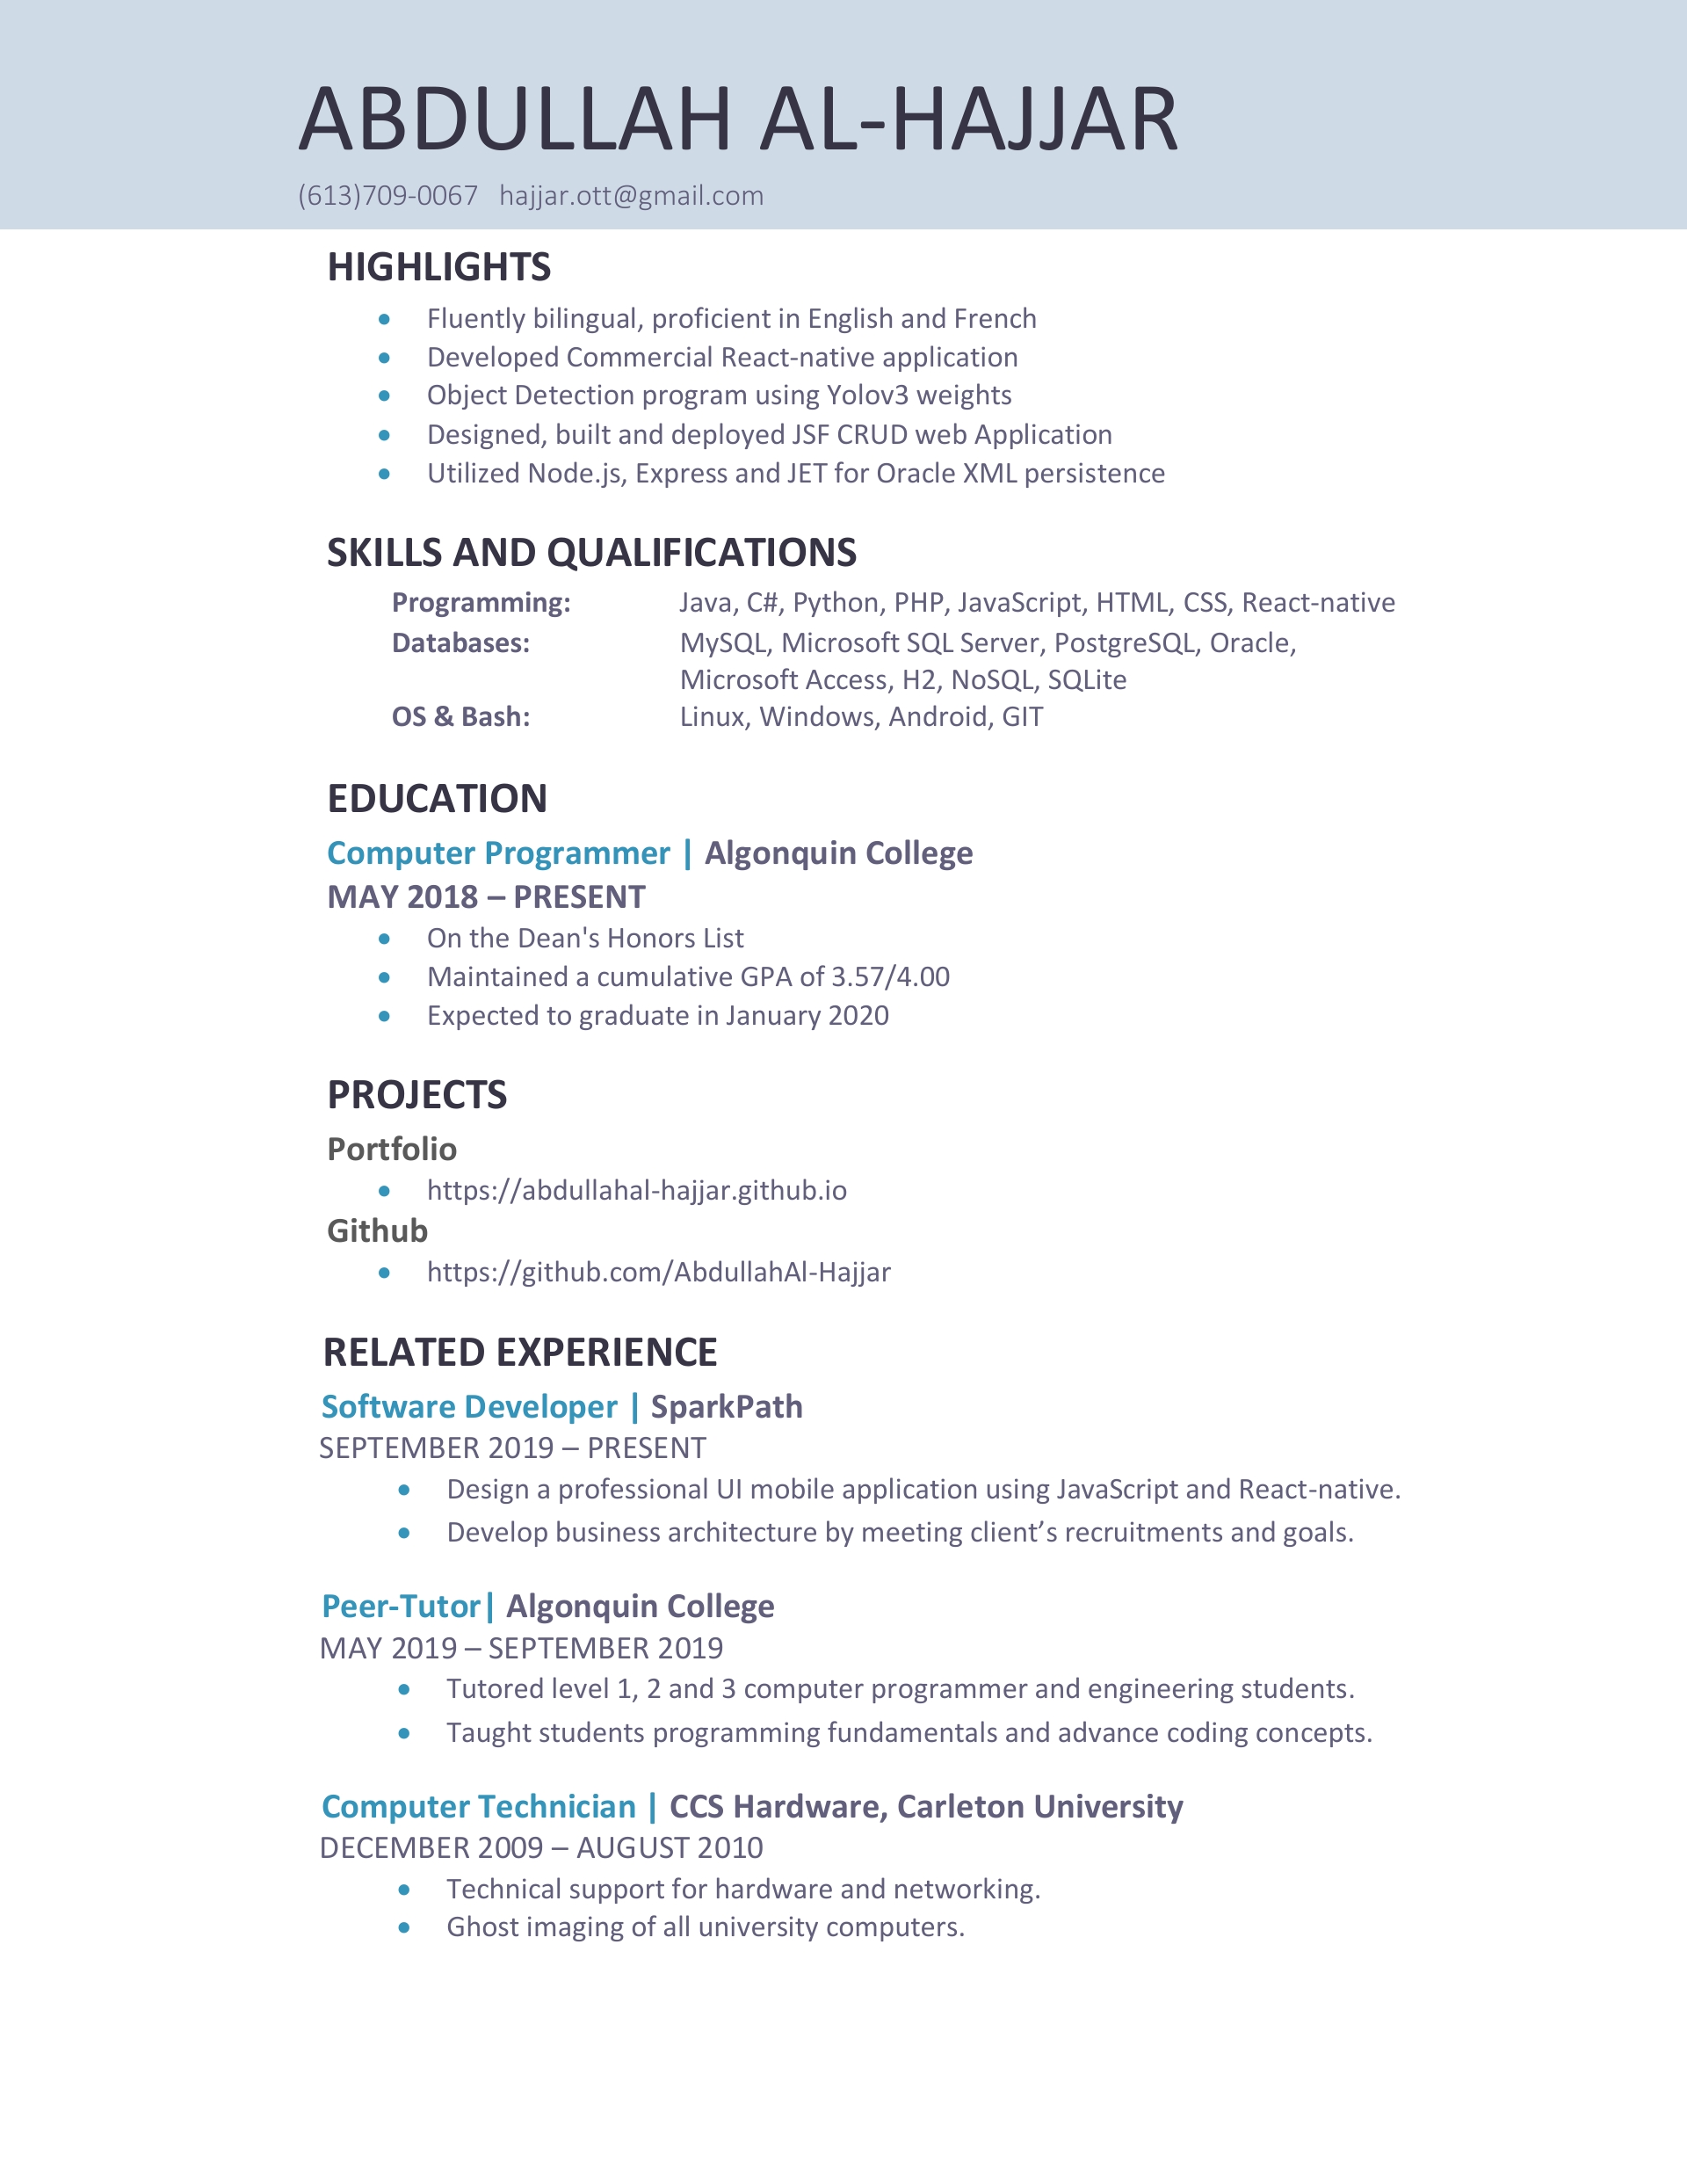 ABDULLAH AL-HAJJAR
(613)709-0067 hajjar.ott@gmail.com
HIGHLIGHTS
• Fluently bilingual, proficient in English and French
• Developed Commercial React-native application
• Object Detection program using Yolov3 weights
• Designed, built and deployed JSF CRUD web Application
• Utilized Node.js, Express and JET for Oracle XML persistence
SKILLS AND QUALIFICATIONS
Programming: Java, C#, Python, PHP, JavaScript, HTML, CSS, React-native
Databases: MySQL, Microsoft SQL Server, PostgreSQL, Oracle,
Microsoft Access, H2, NoSQL, SQLite
OS & Bash: Linux, Windows, Android, GIT
EDUCATION
Computer Programmer | Algonquin College
MAY 2018 – PRESENT
• On the Dean's Honors List
• Maintained a cumulative GPA of 3.57/4.00
• Expected to graduate in January 2020
PROJECTS
Portfolio
• https://abdullahal-hajjar.github.io
Github
• https://github.com/AbdullahAl-Hajjar
RELATED EXPERIENCE
Software Developer | SparkPath
SEPTEMBER 2019 – PRESENT
• Design a professional UI mobile application using JavaScript and React-native.
• Develop business architecture by meeting client’s recruitments and goals.
Peer-Tutor| Algonquin College
MAY 2019 – SEPTEMBER 2019
• Tutored level 1, 2 and 3 computer programmer and engineering students.
• Taught students programming fundamentals and advance coding concepts.
Computer Technician | CCS Hardware, Carleton University
DECEMBER 2009 – AUGUST 2010
• Technical support for hardware and networking.
• Ghost imaging of all university computers.